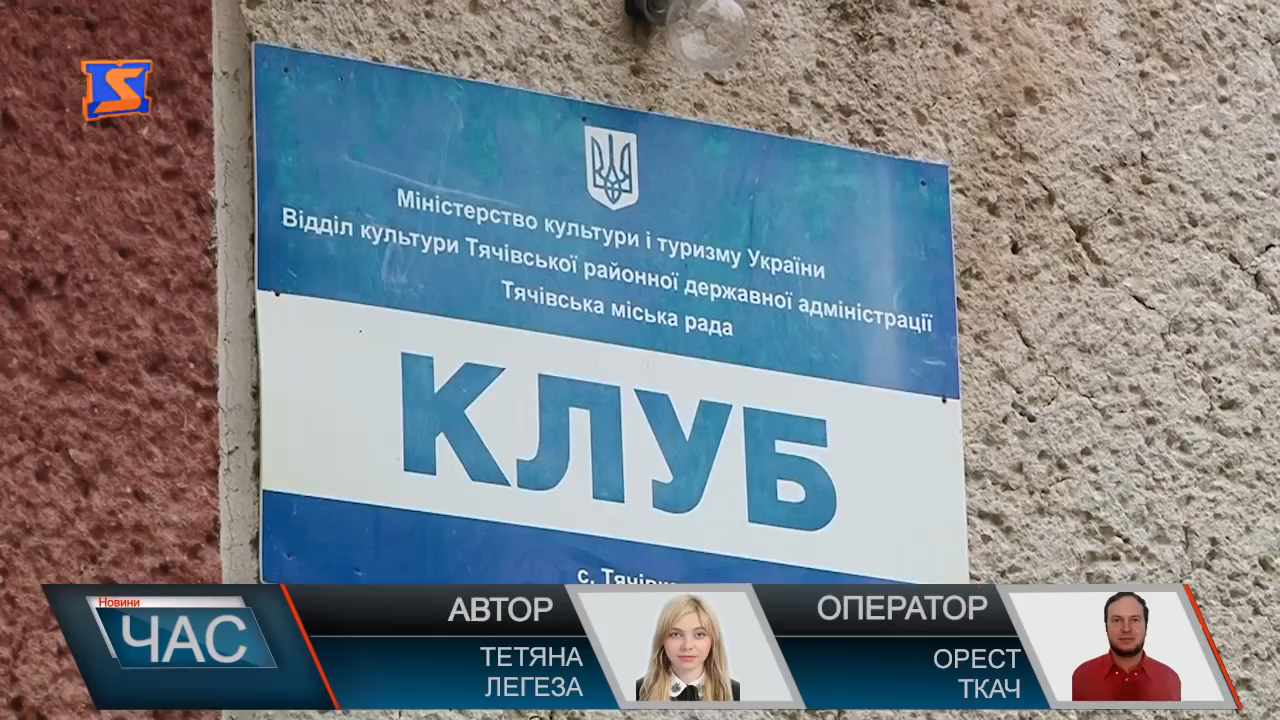 Міністерство культури і туризму України
Відділ культури Тячівської районної державної адміністрації
Тячівська міська рада
КЛУБ
с.
Новини
ЧАС
АВТОР
ТЕТЯНА
ЛЕГЕЗА
ОПЕРАТОР
ОРЕСТ
ТКАЧ